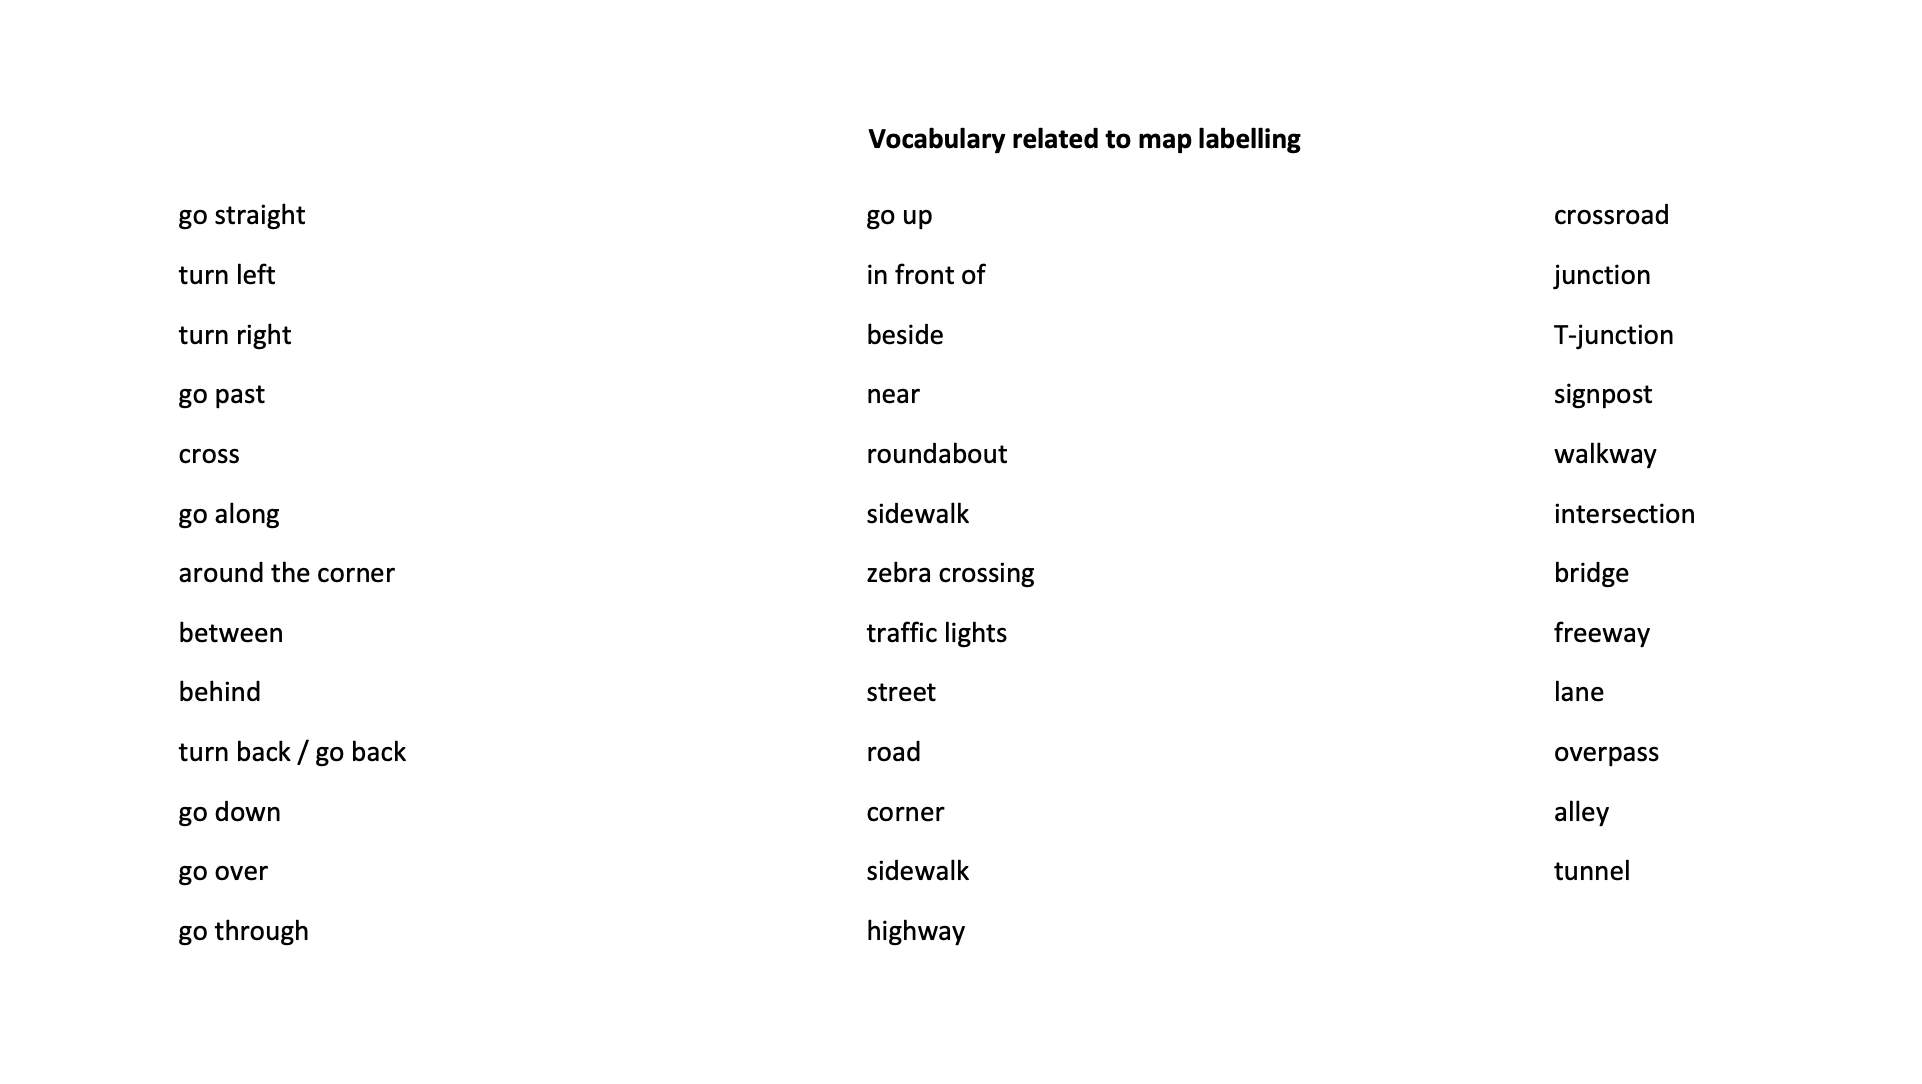 Vocabulary related to map labelling
go straight
turn left
turn right
go past
cross
go along
around the corner
between
behind
turn back / go back
go down
go over
go through
go up
in front of
beside
near
roundabout
sidewalk
zebra crossing
traffic lights
street
road
corner
sidewalk
highway
crossroad
junction
T-junction
signpost
walkway
intersection
bridge
freeway
lane
overpass
alley
tunnel